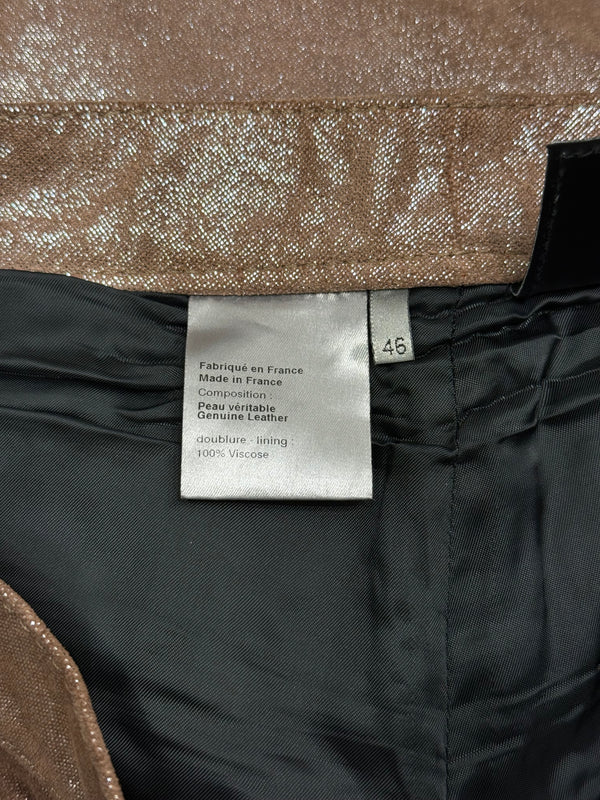 Fabriqué en France
Made in France
Composition :
Peau véritable
Genuine Leather
doublure - lining :
100% Viscose
46